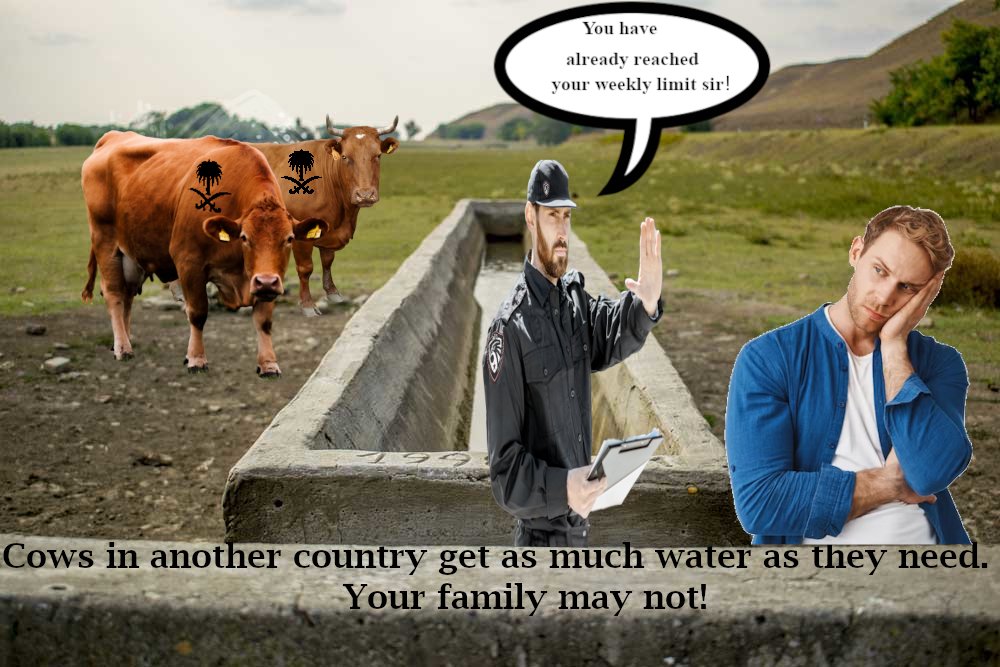 You have
already reached
your weekly limit sir!
Cows in another country get as much water as they need.
Your family may not!